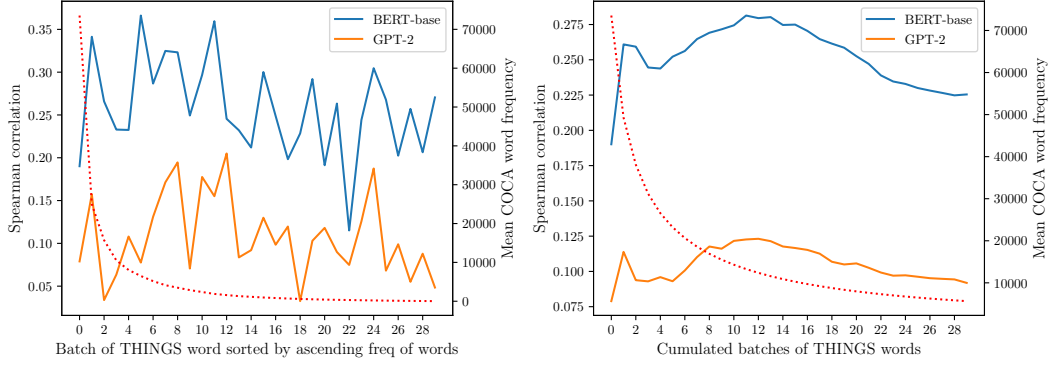 BERT-base
GPT-2
0.35
0.30
0.25
0.20
0.15
0.10
0.05
Spearman correlation
70000
60000
50000
40000
30000
20000
10000
0
Mean COCA word frequency
0 2 4 6 8 10 11 12 14 16 18 20 22 24 26 28
Batch of THINGS word sorted by ascending freq of words
BERT-base
GPT-2
0.275
0.250
0.225
0.200
0.175
0.150
0.125
0.100
0.075
Spearman correlation
70000
60000
50000
40000
30000
20000
10000
Mean COCA word frequency
0 2 4 6 8 10 11 12 14 16 18 20 22 24 26 28
Cumulated batches of THINGS words